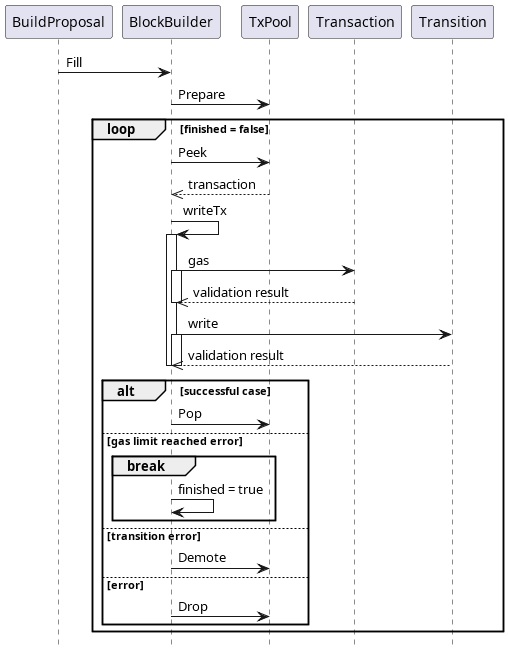 BuildProposal
BlockBuilder
TxPool
Transaction
Transition
Fill
Prepare
loop [finished = false]
Peek
transaction
writeTx
gas
validation result
write
validation result
alt [successful case]
Pop
[gas limit reached error]
break
finished = true
[transition error]
Demote
[error]
Drop